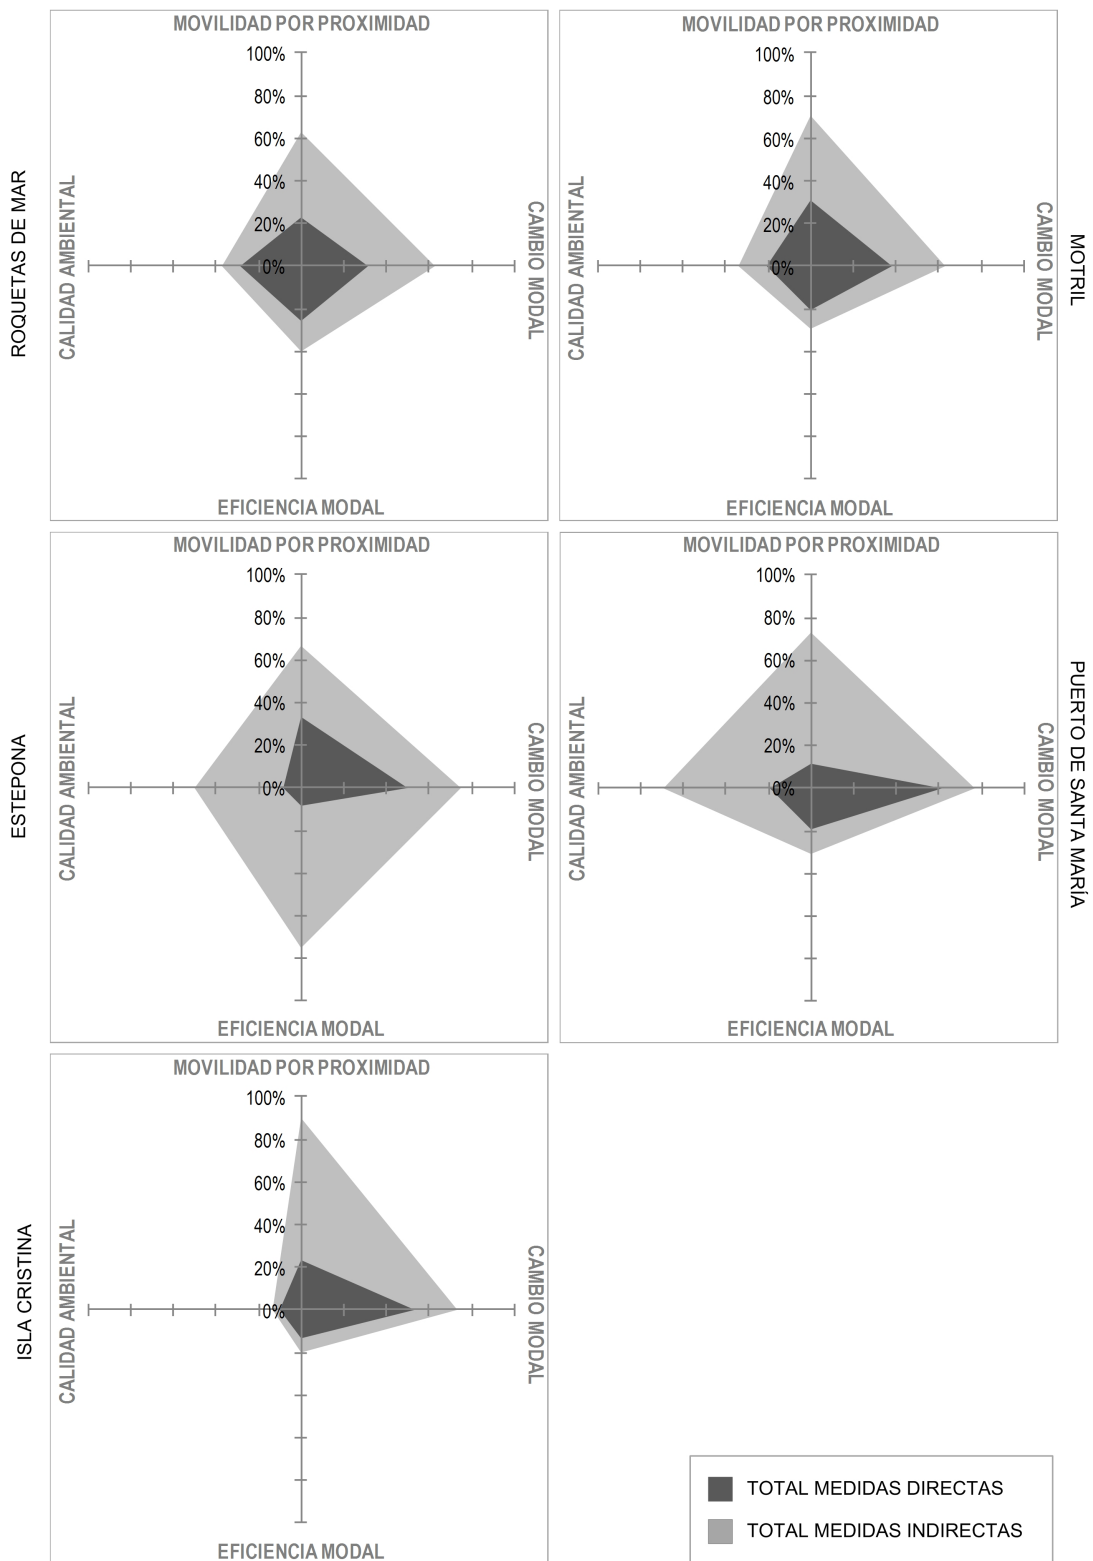 MOVILIDAD POR PROXIMIDAD
100%
80%
60%
40%
20%
0%
CALIDAD AMBIENTAL
CAMBIO MODAL
EFICIENCIA MODAL
ROQUETAS DE MAR
MOVILIDAD POR PROXIMIDAD
100%
80%
60%
40%
20%
0%
CALIDAD AMBIENTAL
CAMBIO MODAL
EFICIENCIA MODAL
MOTRIL
MOVILIDAD POR PROXIMIDAD
100%
80%
60%
40%
20%
0%
CALIDAD AMBIENTAL
CAMBIO MODAL
EFICIENCIA MODAL
ESTEPONA
MOVILIDAD POR PROXIMIDAD
100%
80%
60%
40%
20%
0%
CALIDAD AMBIENTAL
CAMBIO MODAL
EFICIENCIA MODAL
PUERTO DE SANTA MARÍA
MOVILIDAD POR PROXIMIDAD
100%
80%
60%
40%
20%
0%
CALIDAD AMBIENTAL
CAMBIO MODAL
EFICIENCIA MODAL
ISLA CRISTINA
TOTAL MEDIDAS DIRECTAS
TOTAL MEDIDAS INDIRECTAS